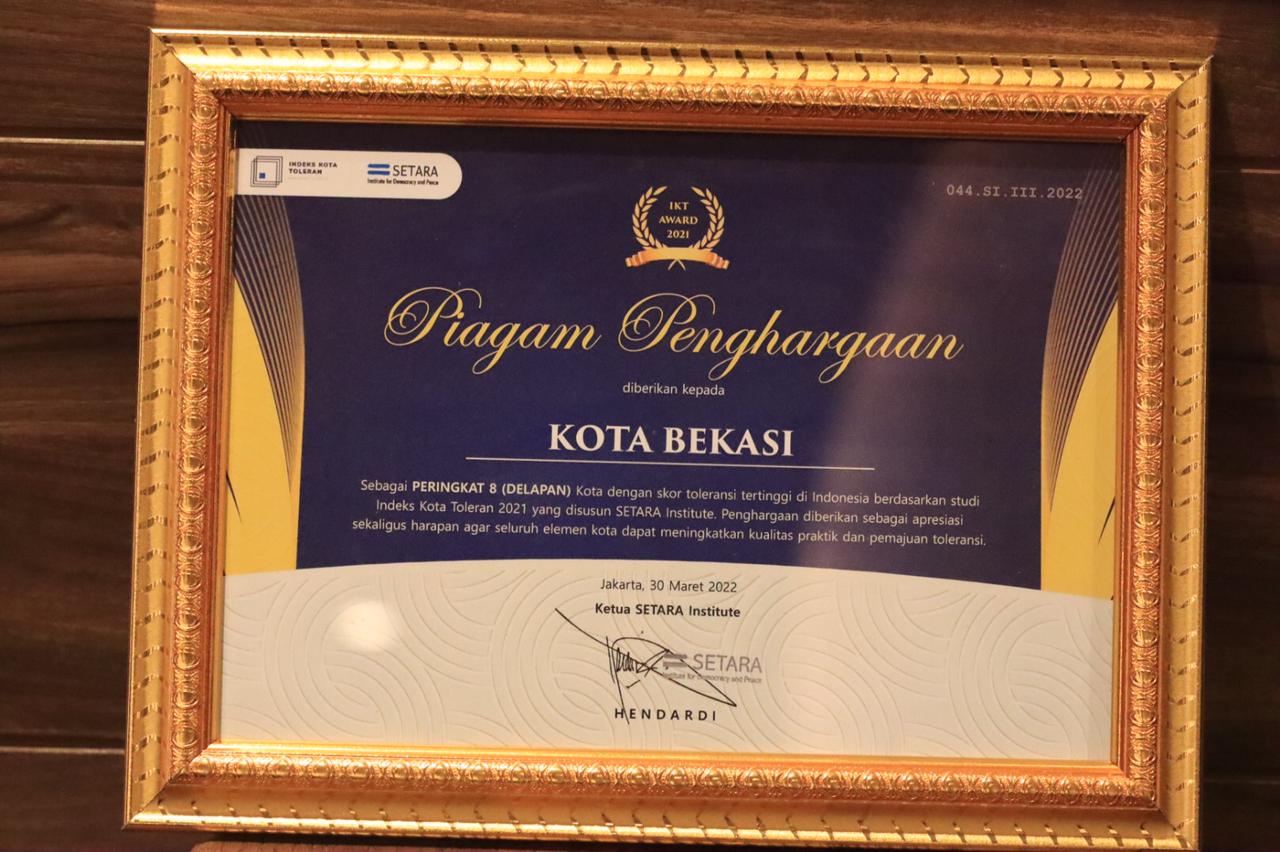 INDEKS KOTA
TOLERAN
SETARA
Institute for Democracy and Peace
044.SI.III.2022
IKT
AWARD
2021
Piagam Penghargaan
diberikan kepada
KOTA BEKASI
Sebagai PERINGKAT 8 (DELAPAN) Kota dengan skor toleransi tertinggi di Indonesia berdasarkan studi
Indeks Kota Toleran 2021 yang disusun SETARA Institute. Penghargaan diberikan sebagai apresiasi
sekaligus harapan agar seluruh elemen kota dapat meningkatkan kualitas praktik dan pemajuan toleransi.
Jakarta, 30 Maret 2022
Ketua SETARA Institute
SETARA
Institute for Democracy and Peace
HENDARDI